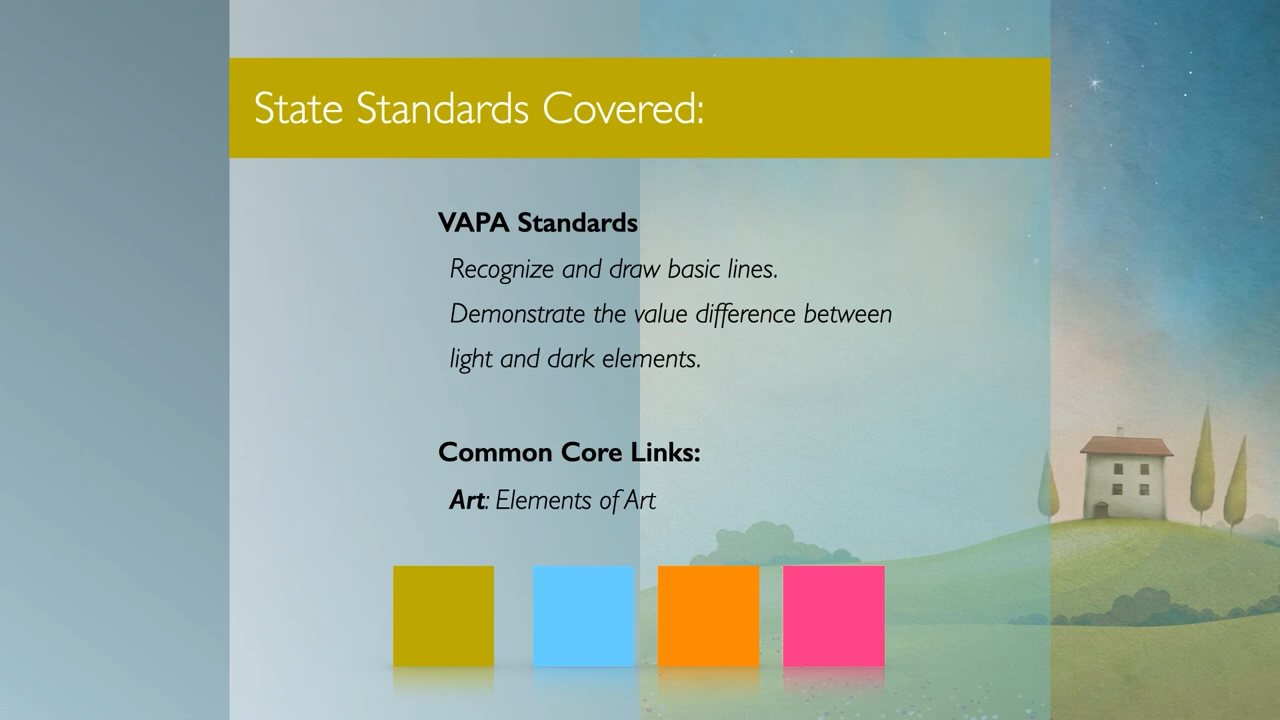 State Standards Covered:
VAPA Standards
Recognize and draw basic lines.
Demonstrate the value difference between
light and dark elements.
Common Core Links:
Art: Elements of Art